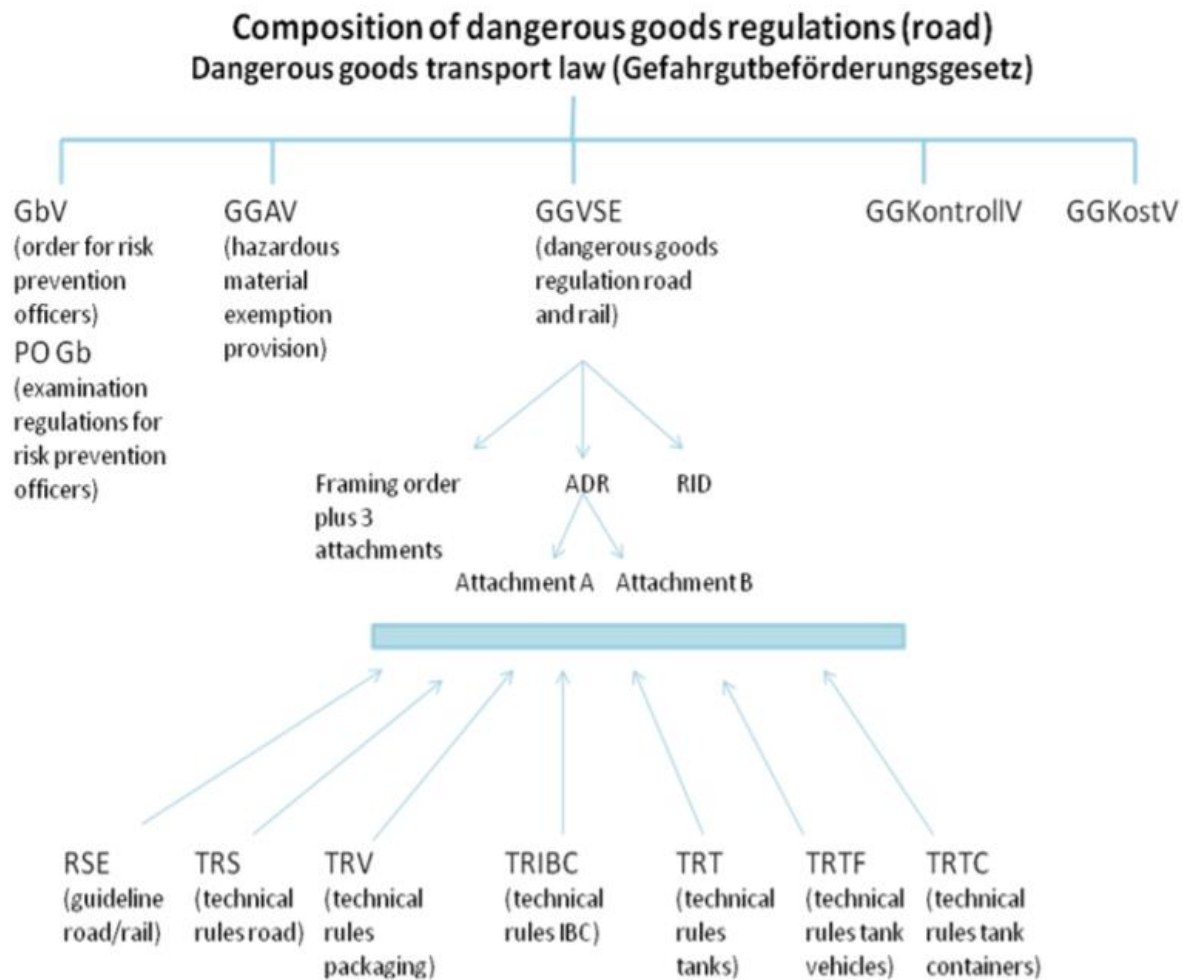 Composition of dangerous goods regulations (road)
Dangerous goods transport law (Gefahrgutbeförderungsgesetz)
GbV
(order for risk
prevention
officers)
PO Gb
(examination
regulations for
risk prevention
officers)
GGAV
(hazardous
material
exemption
provision)
GGVSE
(dangerous goods
regulation road
and rail)
GGKontrollV
GGKostV
Framing order
plus 3
attachments
ADR
RID
Attachment A
Attachment B
RSE
(guideline
road/rail)
TRS
(technical
rules road)
TRV
(technical
rules
packaging)
TRIBC
(technical
rules IBC)
TRT
(technical
rules
tanks)
TRTF
(technical
rules tank
vehicles)
TRTC
(technical
rules tank
containers)